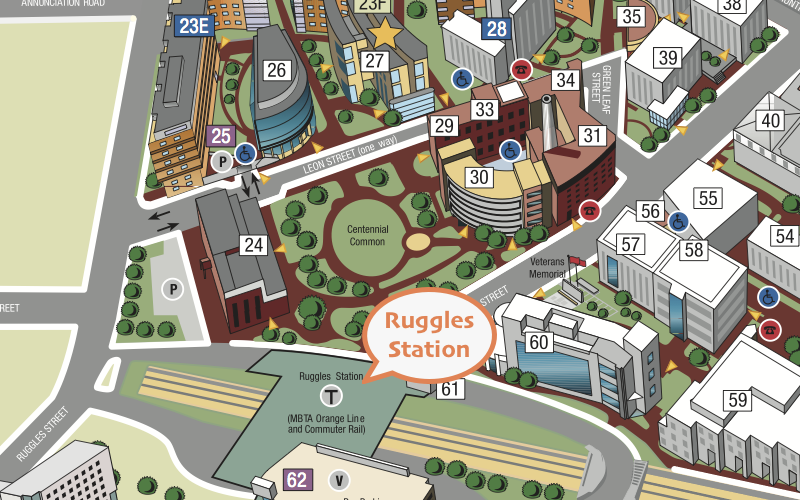 ANNUNCIATION ROAD
23F
38
35
23E
28
26
27
39
34
GREEN LEAF
STREET
33
40
29
31
25
P
LEON STREET (one way)
30
55
56
24
Centennial
Common
57
58
54
Veterans
Memorial
P
STREET
REET
Ruggles
Station
60
Ruggles Station
T
61
59
(MBTA Orange Line
and Commuter Rail)
RUGGLES STREET
62
V